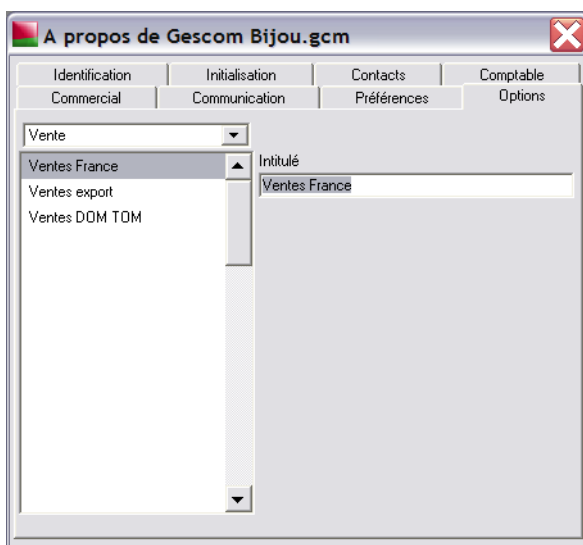 A propos de Gescom Bijou.gcm
Identification Initialisation Contacts Comptable
Commercial Communication Préférences Options
Vente
Ventes France
Ventes export
Ventes DOM TOM
Intitulé
Ventes France